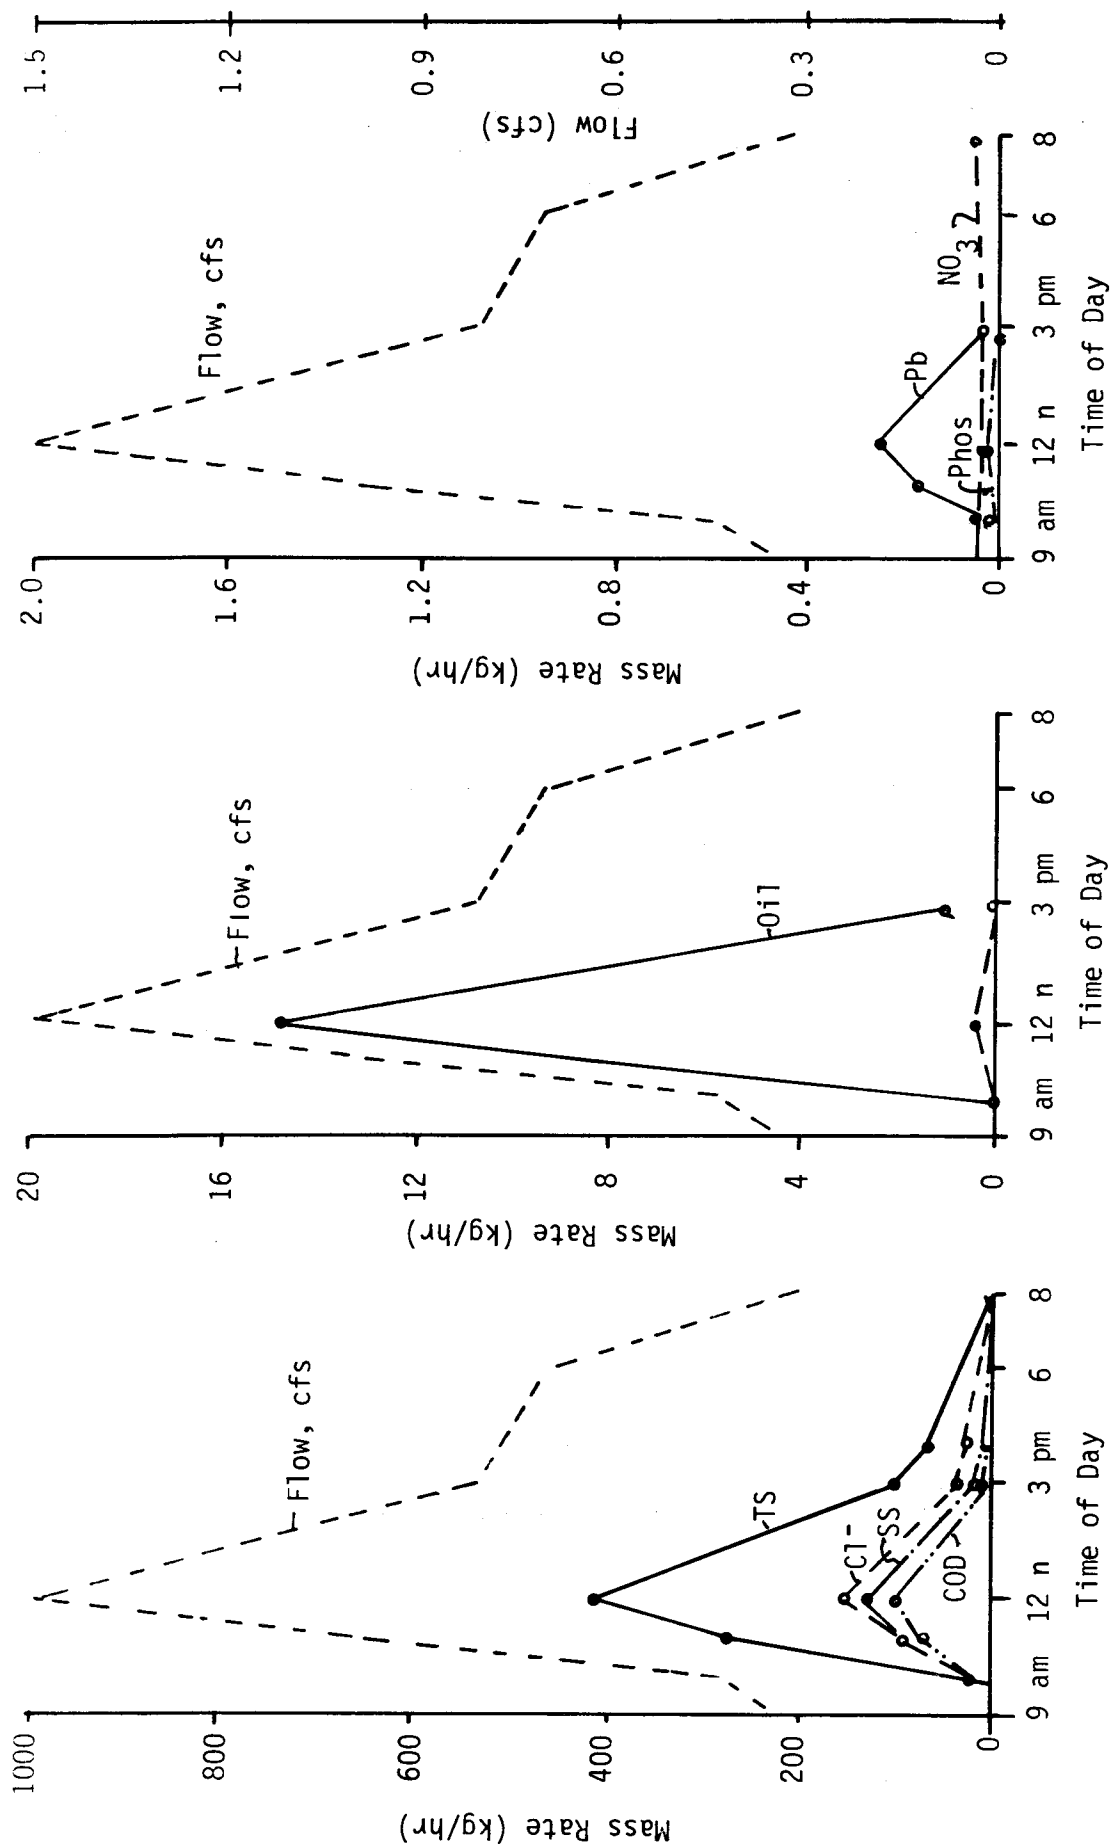 Mass Rate (kg/hr)
1000
800
600
400
200
0
Flow, cfs
TS
Cl-
SS
COD
9 am 12 n 3 pm 6 8
Time of Day
Mass Rate (kg/hr)
20
16
12
8
4
0
Flow, cfs
Oil
9 am 12 n 3 pm 6 8
Time of Day
Mass Rate (kg/hr)
2.0
1.6
1.2
0.8
0.4
0
Flow, cfs
Pb
Phos
NO3
9 am 12 n 3 pm 6 8
Time of Day
Flow (cfs)
1.5
1.2
0.9
0.6
0.3
0